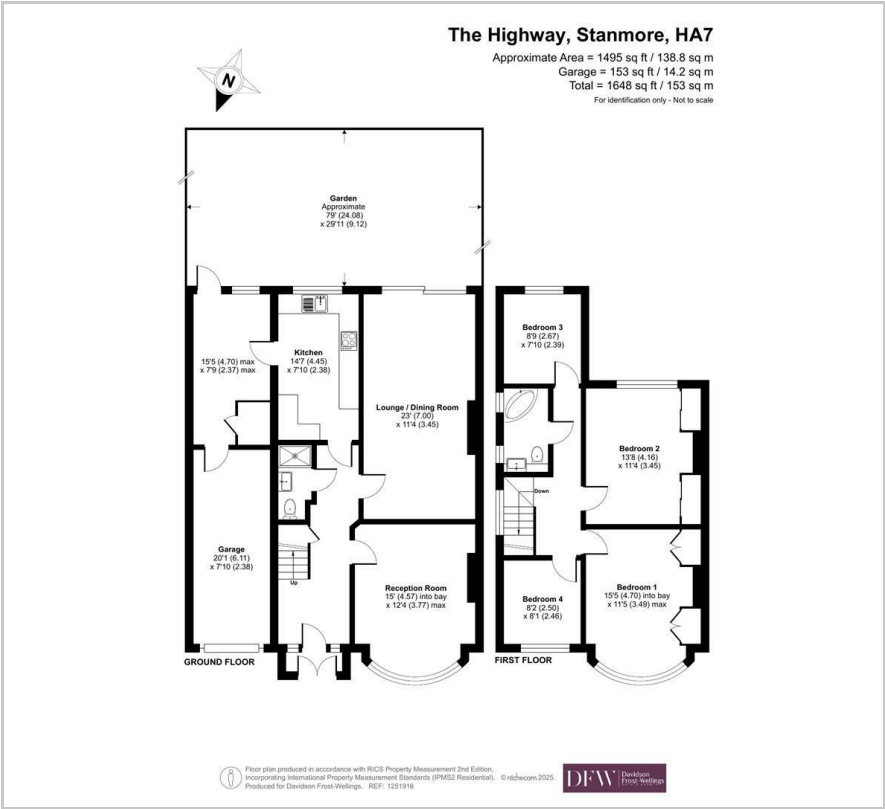 The Highway, Stanmore, HA7
Approximate Area = 1495 sq ft / 138.8 sq m
Garage = 153 sq ft / 14.2 sq m
Total = 1648 sq ft / 153 sq m
For identification only - Not to scale
N
Garden
Approximate
79' (24.08)
x 29'11 (9.12)
15'5 (4.70) max
x 7'9 (2.37) max
Kitchen
14'7 (4.45)
x 7'10 (2.38)
Lounge / Dining Room
23' (7.00)
x 11'4 (3.45)
Garage
20'1 (6.11)
x 7'10 (2.38)
Up
Reception Room
15' (4.57) into bay
x 12'4 (3.77) max
GROUND FLOOR
Bedroom 3
8'9 (2.67)
x 7'10 (2.39)
Bedroom 2
13'8 (4.16)
x 11'4 (3.45)
Down
Bedroom 4
8'2 (2.50)
x 8'1 (2.46)
Bedroom 1
15'5 (4.70) into bay
x 11'5 (3.49) max
FIRST FLOOR
Floor plan produced in accordance with RICS Property Measurement 2nd Edition,
Incorporating International Property Measurement Standards (IPMS2 Residential). © nichecom 2025.
Produced for Davidson Frost-Wellings. REF: 1251916
DFW
Davidson
Frost-Wellings